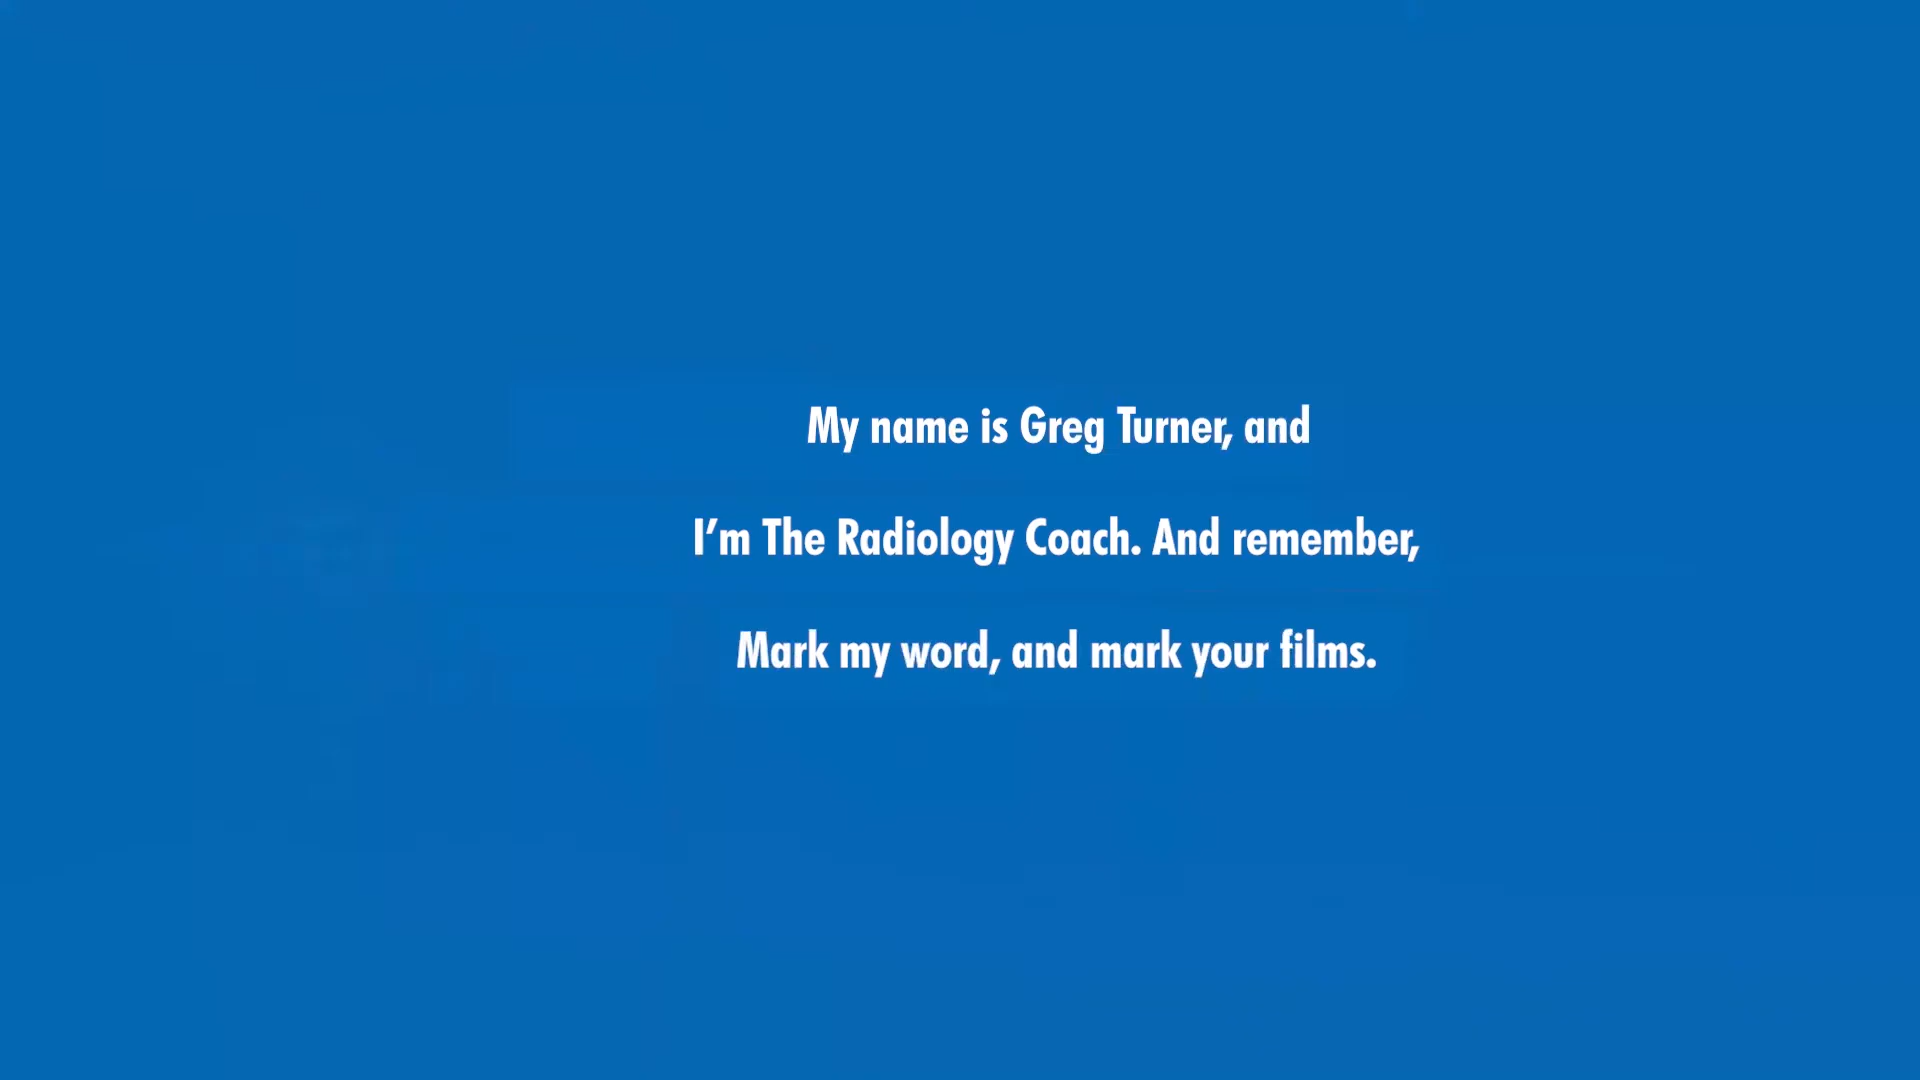 My name is Greg Turner, and
I’m The Radiology Coach. And remember,
Mark my word, and mark your films.